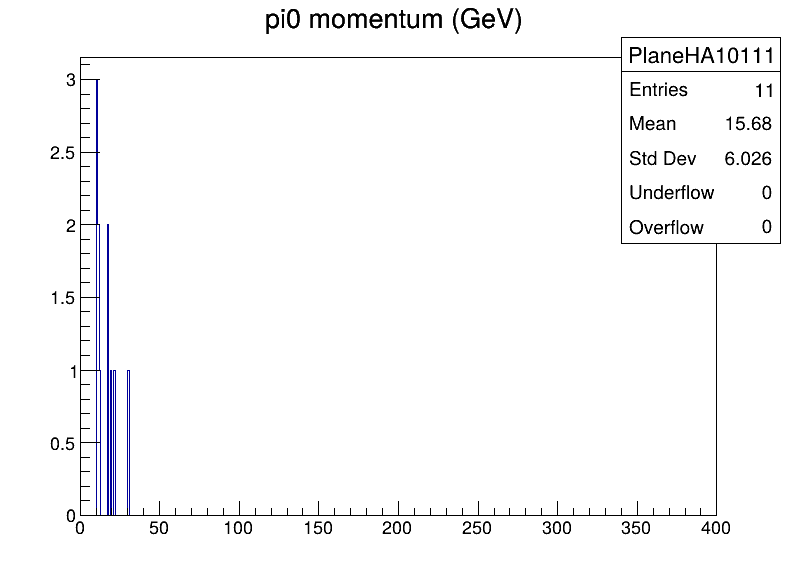 pi0 momentum (GeV)
PlaneHA10111
Entries 11
Mean 15.68
Std Dev 6.026
Underflow 0
Overflow 0
3
2.5
2
1.5
1
0.5
0
0 50 100 150 200 250 300 350 400